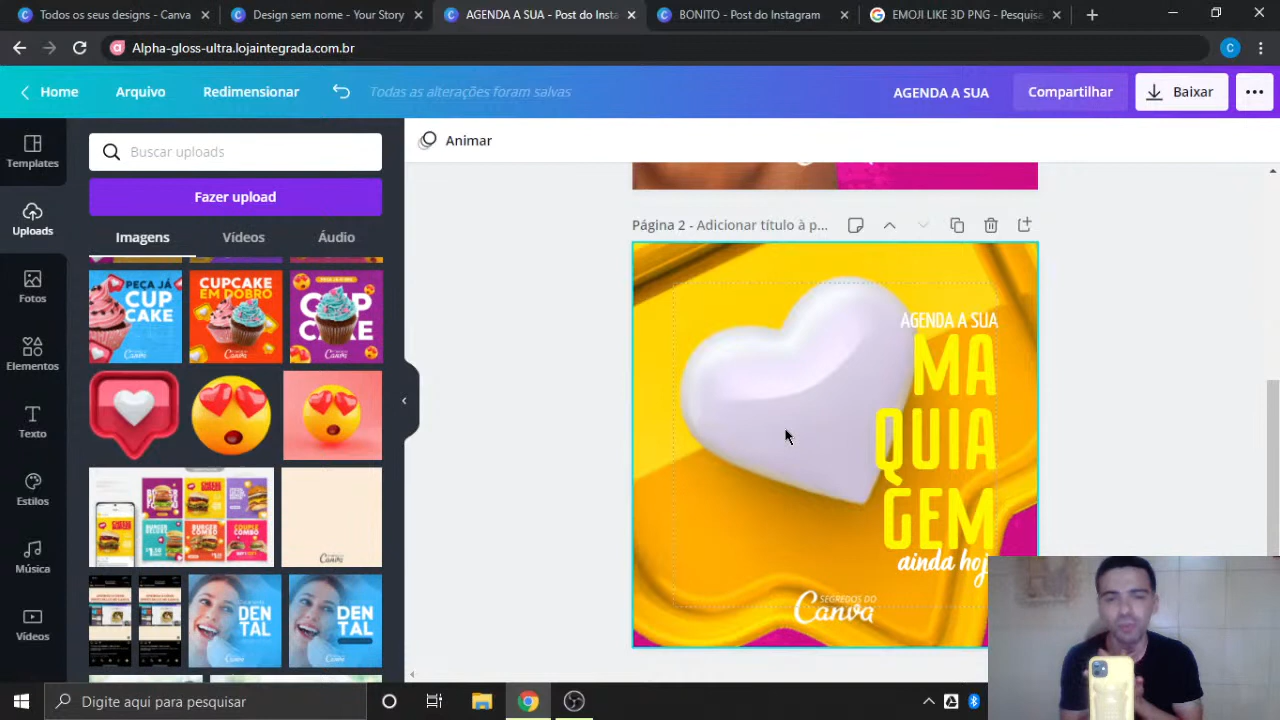 Todos os seus designs - Canva
Design sem nome - Your Story
AGENDA A SUA - Post do Insta
BONITO - Post do Instagram
EMOJI LIKE 3D PNG - Pesquisa
Alpha-gloss-ultra.lojaintegrada.com.br
C
Home
Arquivo
Redimensionar
Todas as alterações foram salvas
AGENDA A SUA
Compartilhar
Baixar
Templates
Uploads
Fotos
Elementos
Texto
Estilos
Música
Vídeos
Buscar uploads
Fazer upload
Imagens
Vídeos
Áudio
PEÇA JÁ
CUP
CAKE
Canva
CUPCAKE
EM DOBRO
Canva
CUP
CAKE
Canva
DEN
TAL
DEN
TAL
Animar
Página 2 - Adicionar título à p...
AGENDA A SUA
MA
QUIA
GEM
ainda hoj
SEGREDOS DO
Canva
Digite aqui para pesquisar